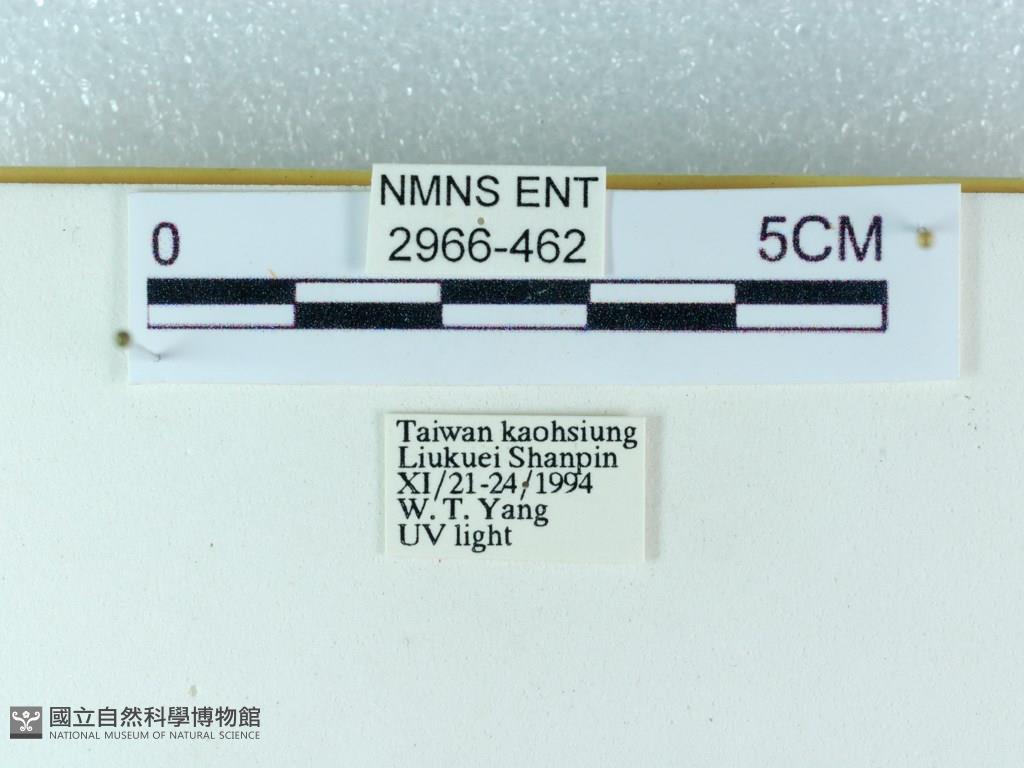 NMNS ENT
2966-462
0
5CM
Taiwan kaohsiung
Liukuei Shanpin
XI/21-24/1994
W. T. Yang
UV light
國立自然科學博物館
NATIONAL MUSEUM OF NATURAL SCIENCE